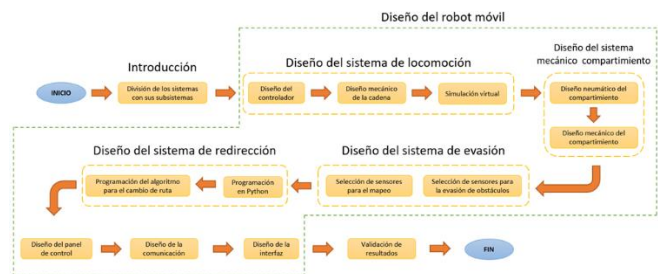 Diseño del robot móvil
Introducción
Diseño del sistema de locomoción
Diseño del sistema
mecánico compartimiento
INICIO
División de los sistemas
con sus subsistemas
Diseño del
controlador
Diseño mecánico
de la cadena
Simulación virtual
Diseño neumático del
compartimiento
Diseño mecánico del
compartimiento
Diseño del sistema de redirección
Diseño del sistema de evasión
Programación del algoritmo
para el cambio de ruta
Programación
en Python
Selección de sensores
para el mapeo
Selección de sensores para
la evasión de obstáculos
Diseño del panel
de control
Diseño de la
comunicación
Diseño de la
interfaz
Validación de
resultados
FIN